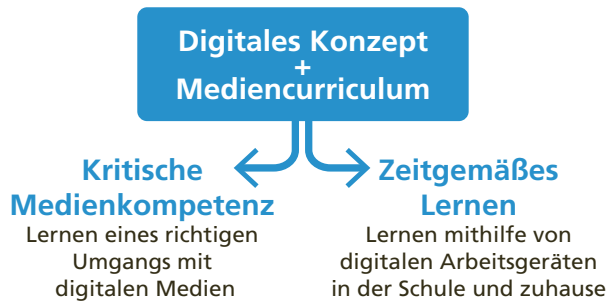 Digitales Konzept
+
Mediencurriculum
Kritische
Medienkompetenz
Lernen eines richtigen
Umgangs mit
digitalen Medien
Zeitgemäßes
Lernen
Lernen mithilfe von
digitalen Arbeitsgeräten
in der Schule und zuhause